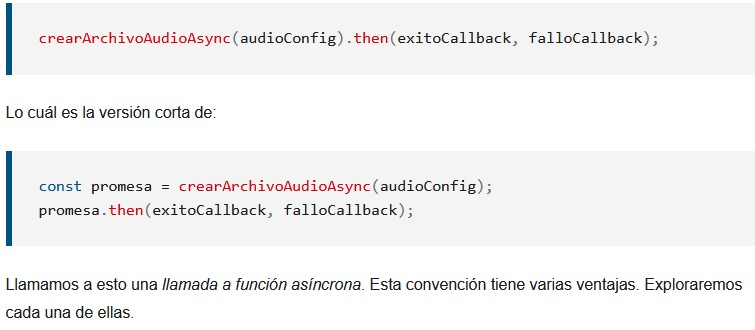 crearArchivoAudioAsync(audioConfig).then(exitoCallback, falloCallback);
Lo cuál es la versión corta de:
const promesa = crearArchivoAudioAsync(audioConfig);
promesa.then(exitoCallback, falloCallback);
Llamamos a esto una llamada a función asíncrona. Esta convención tiene varias ventajas. Exploraremos
cada una de ellas.